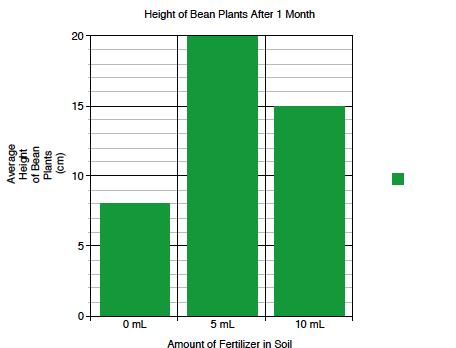 Height of Bean Plants After 1 Month
Average
Height
of Bean
Plants
(cm)
20
15
10
5
0
0 mL
5 mL
10 mL
Amount of Fertilizer in Soil